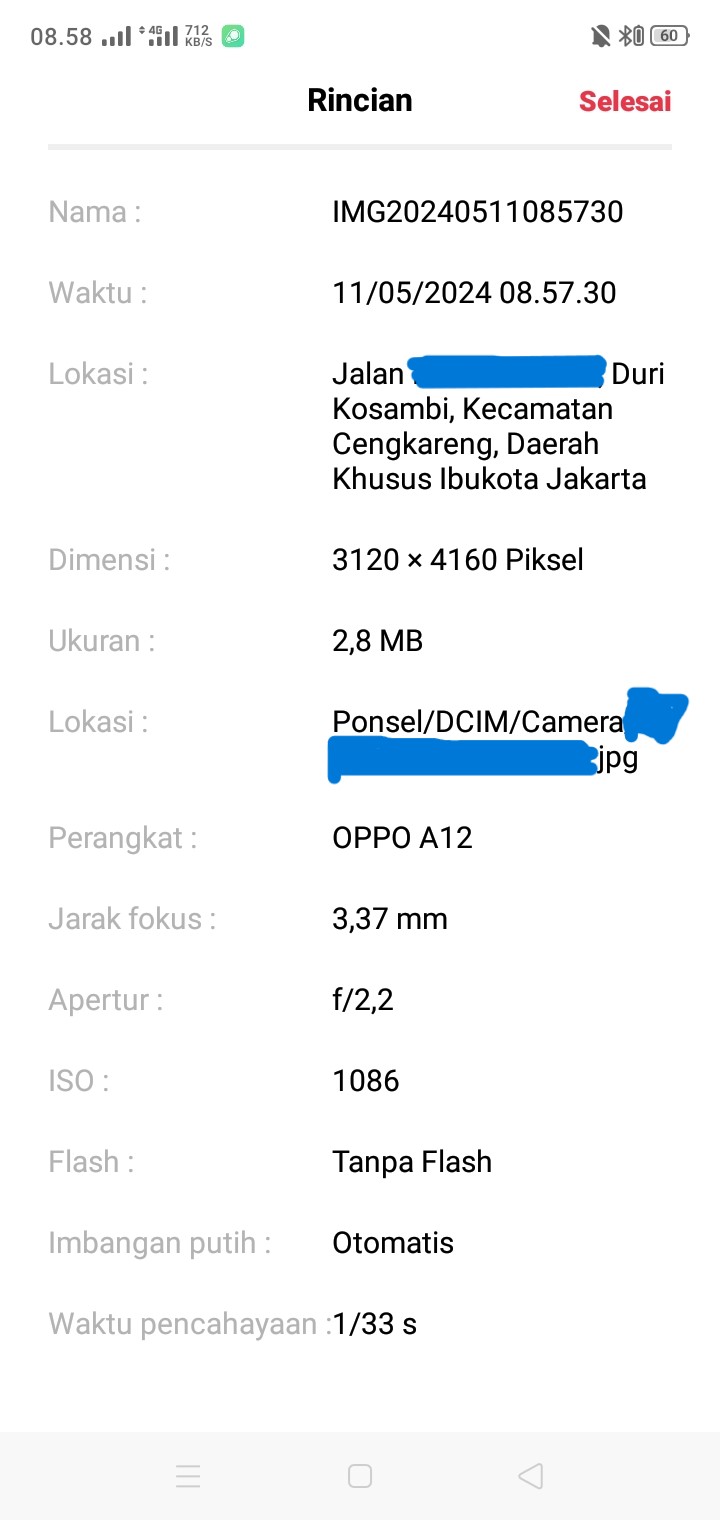 08.58 4G 712 KB/S 60
Rincian Selesai
Nama : IMG20240511085730
Waktu : 11/05/2024 08.57.30
Lokasi : Jalan Duri
Kosambi, Kecamatan
Cengkareng, Daerah
Khusus Ibukota Jakarta
Dimensi : 3120 × 4160 Piksel
Ukuran : 2,8 MB
Lokasi : Ponsel/DCIM/Camera
jpg
Perangkat : OPPO A12
Jarak fokus : 3,37 mm
Apertur : f/2,2
ISO : 1086
Flash : Tanpa Flash
Imbangan putih : Otomatis
Waktu pencahayaan : 1/33 s